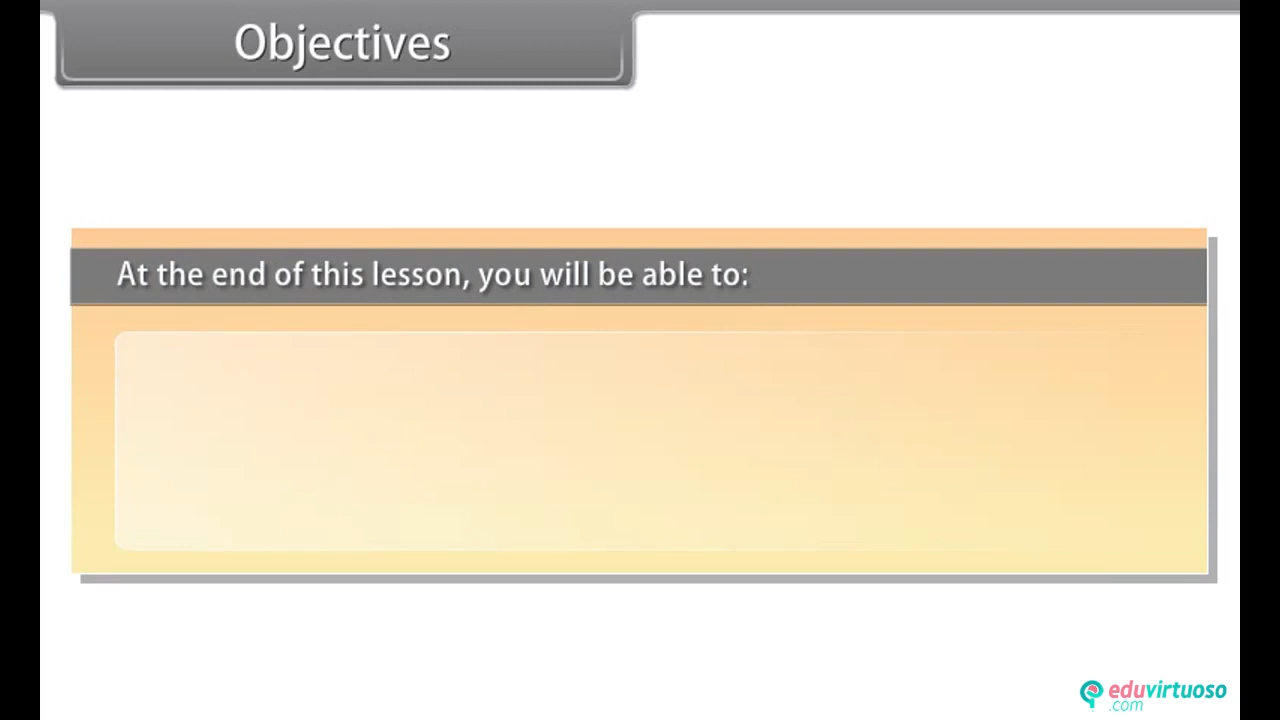 Objectives
At the end of this lesson, you will be able to:
eduvirtuoso
.com